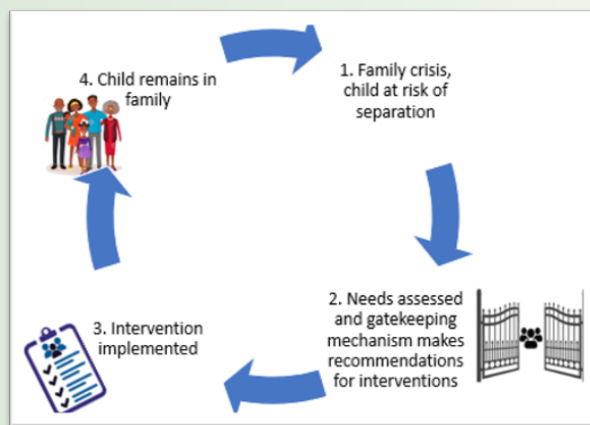 4. Child remains in
family
1. Family crisis,
child at risk of
separation
2. Needs assessed
and gatekeeping
mechanism makes
recommendations
for interventions
3. Intervention
implemented